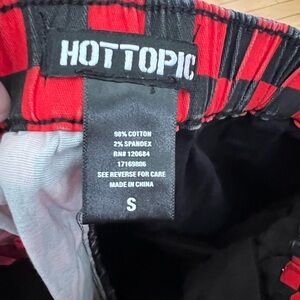 HOTTOPIC
98% COTTON
2% SPANDEX
RN# 120684
17169806
SEE REVERSE FOR CARE
MADE IN CHINA
S